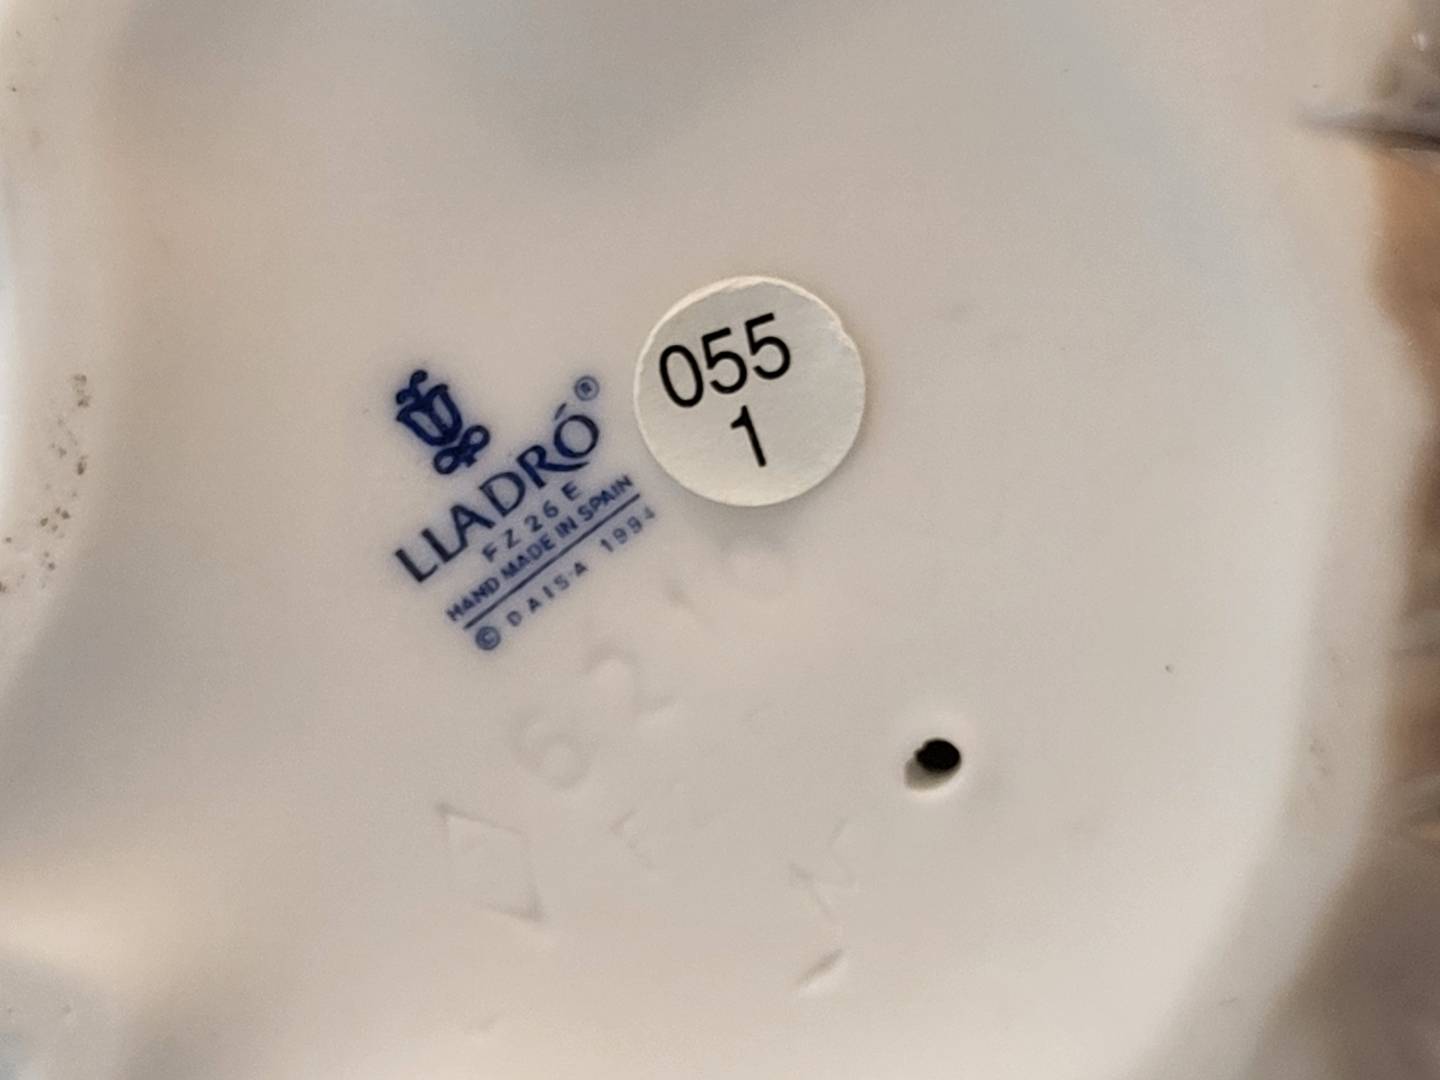 LLADRÓ®
FZ 26 E
HAND MADE IN SPAIN
© DAISA 1994
055
1